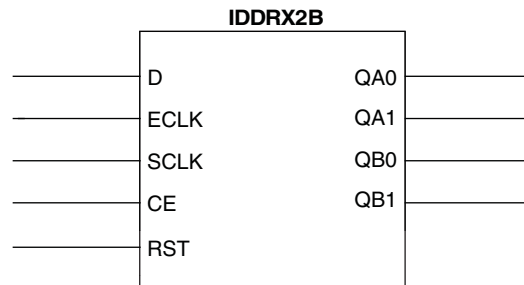 IDDRX2B
D QA0
ECLK QA1
SCLK QB0
CE QB1
RST